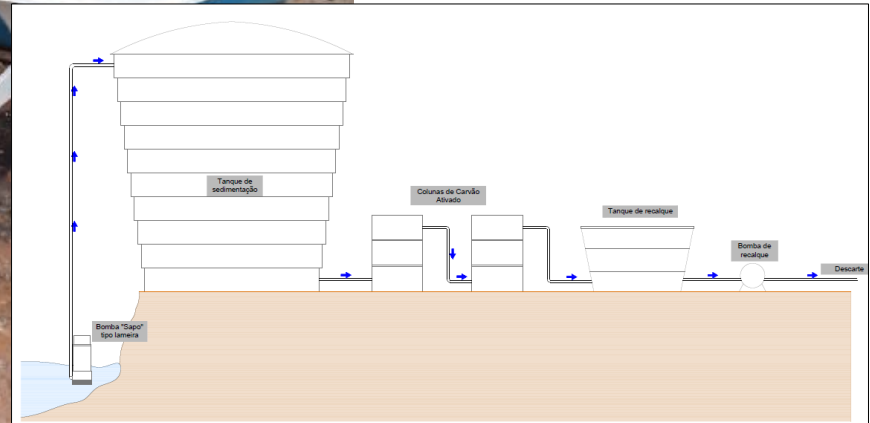 Tanque de
sedimentação
Colunas de Carvão
Ativado
Tanque de recalque
Bomba de
recalque
Descarte
Bomba "Sapo"
tipo lameira